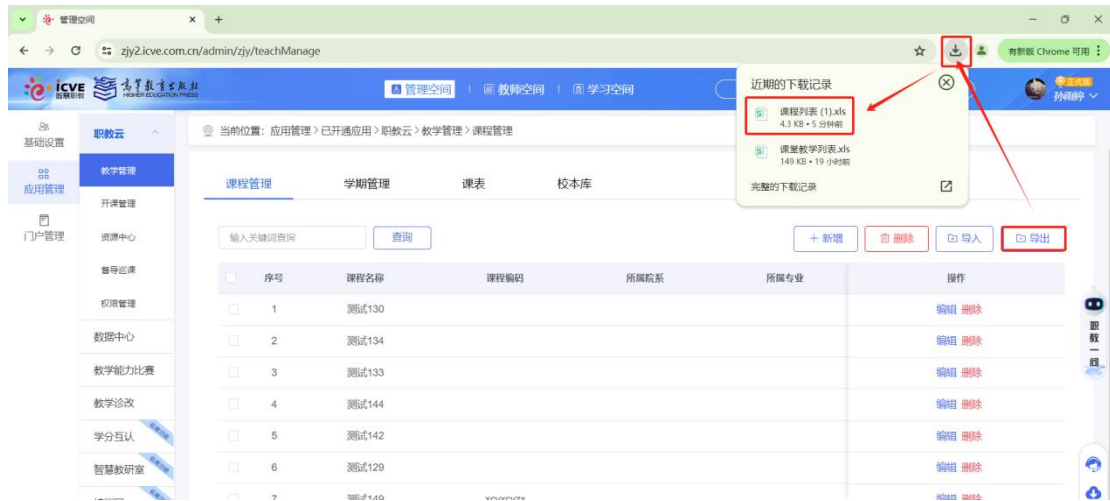 管理空间
zjy2.icve.com.cn/admin/zjy/teachManage
有新版 Chrome 可用
icve 智慧职教
高等教育出版社
HIGHER EDUCATION PRESS
管理空间
教师空间
学习空间
正式版
孙雨婷
近期的下载记录
课程列表 (1).xls
4.3 KB • 5 分钟前
课堂教学列表.xls
149 KB • 19 小时前
完整的下载记录
基础设置
应用管理
门户管理
职教云
教学管理
开课管理
资源中心
督导巡课
权限管理
数据中心
教学能力比赛
教学诊改
学分互认
智慧教研室
当前位置：应用管理>已开通应用>职教云>教学管理>课程管理
课程管理 学期管理 课表 校本库
输入关键词查询 查询 新增 删除 导入 导出
序号 课程名称 课程编码 所属院系 所属专业 操作
1 测试130 编辑 删除
2 测试134 编辑 删除
3 测试133 编辑 删除
4 测试144 编辑 删除
5 测试142 编辑 删除
6 测试129 编辑 删除
7 测试149 xcvxcvzx 编辑 删除
职教一问